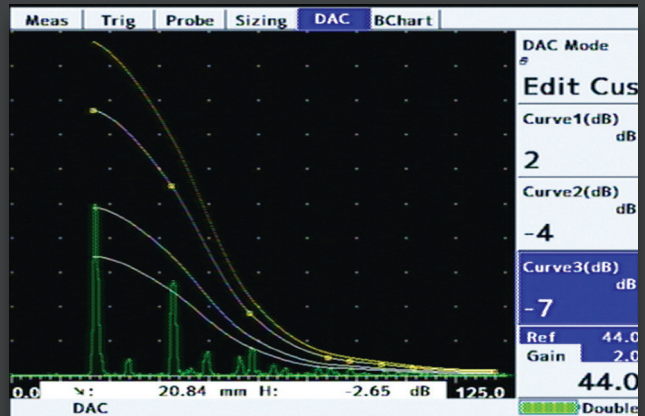 Meas Trig Probe Sizing DAC BChart
DAC Mode
Edit Cus
Curve1(dB)
dB
2
Curve2(dB)
dB
-4
Curve3(dB)
dB
-7
Ref 44.0
Gain 2.0
44.0
0.0 ↘: 20.84 mm H: -2.65 dB 125.0
DAC
Double